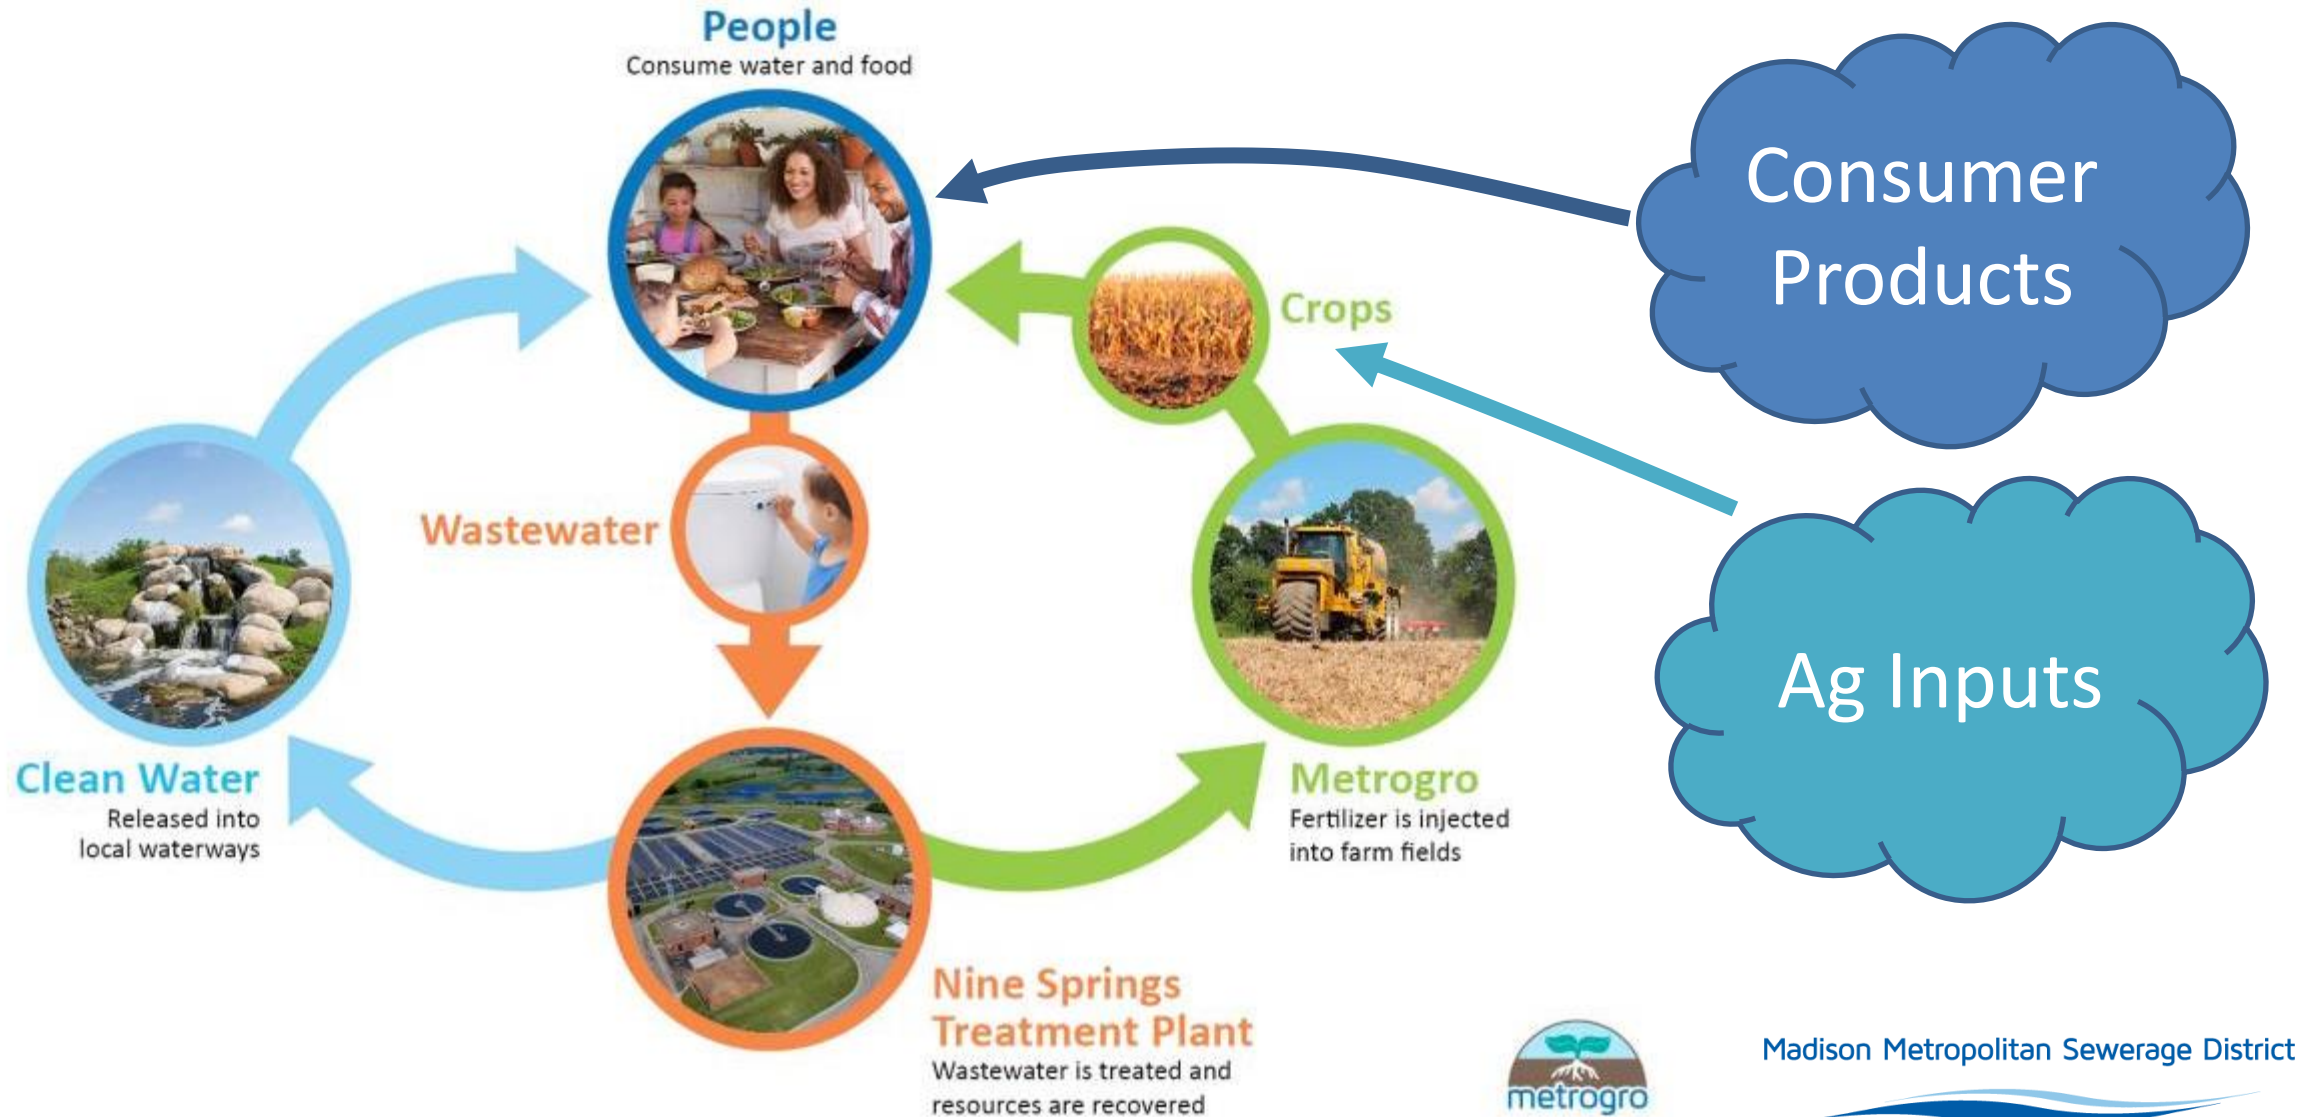 People
Consume water and food
Consumer
Products
Crops
Wastewater
Ag Inputs
Clean Water
Released into
local waterways
Metrogro
Fertilizer is injected
into farm fields
Nine Springs
Treatment Plant
Wastewater is treated and
resources are recovered
metrogro
Madison Metropolitan Sewerage District